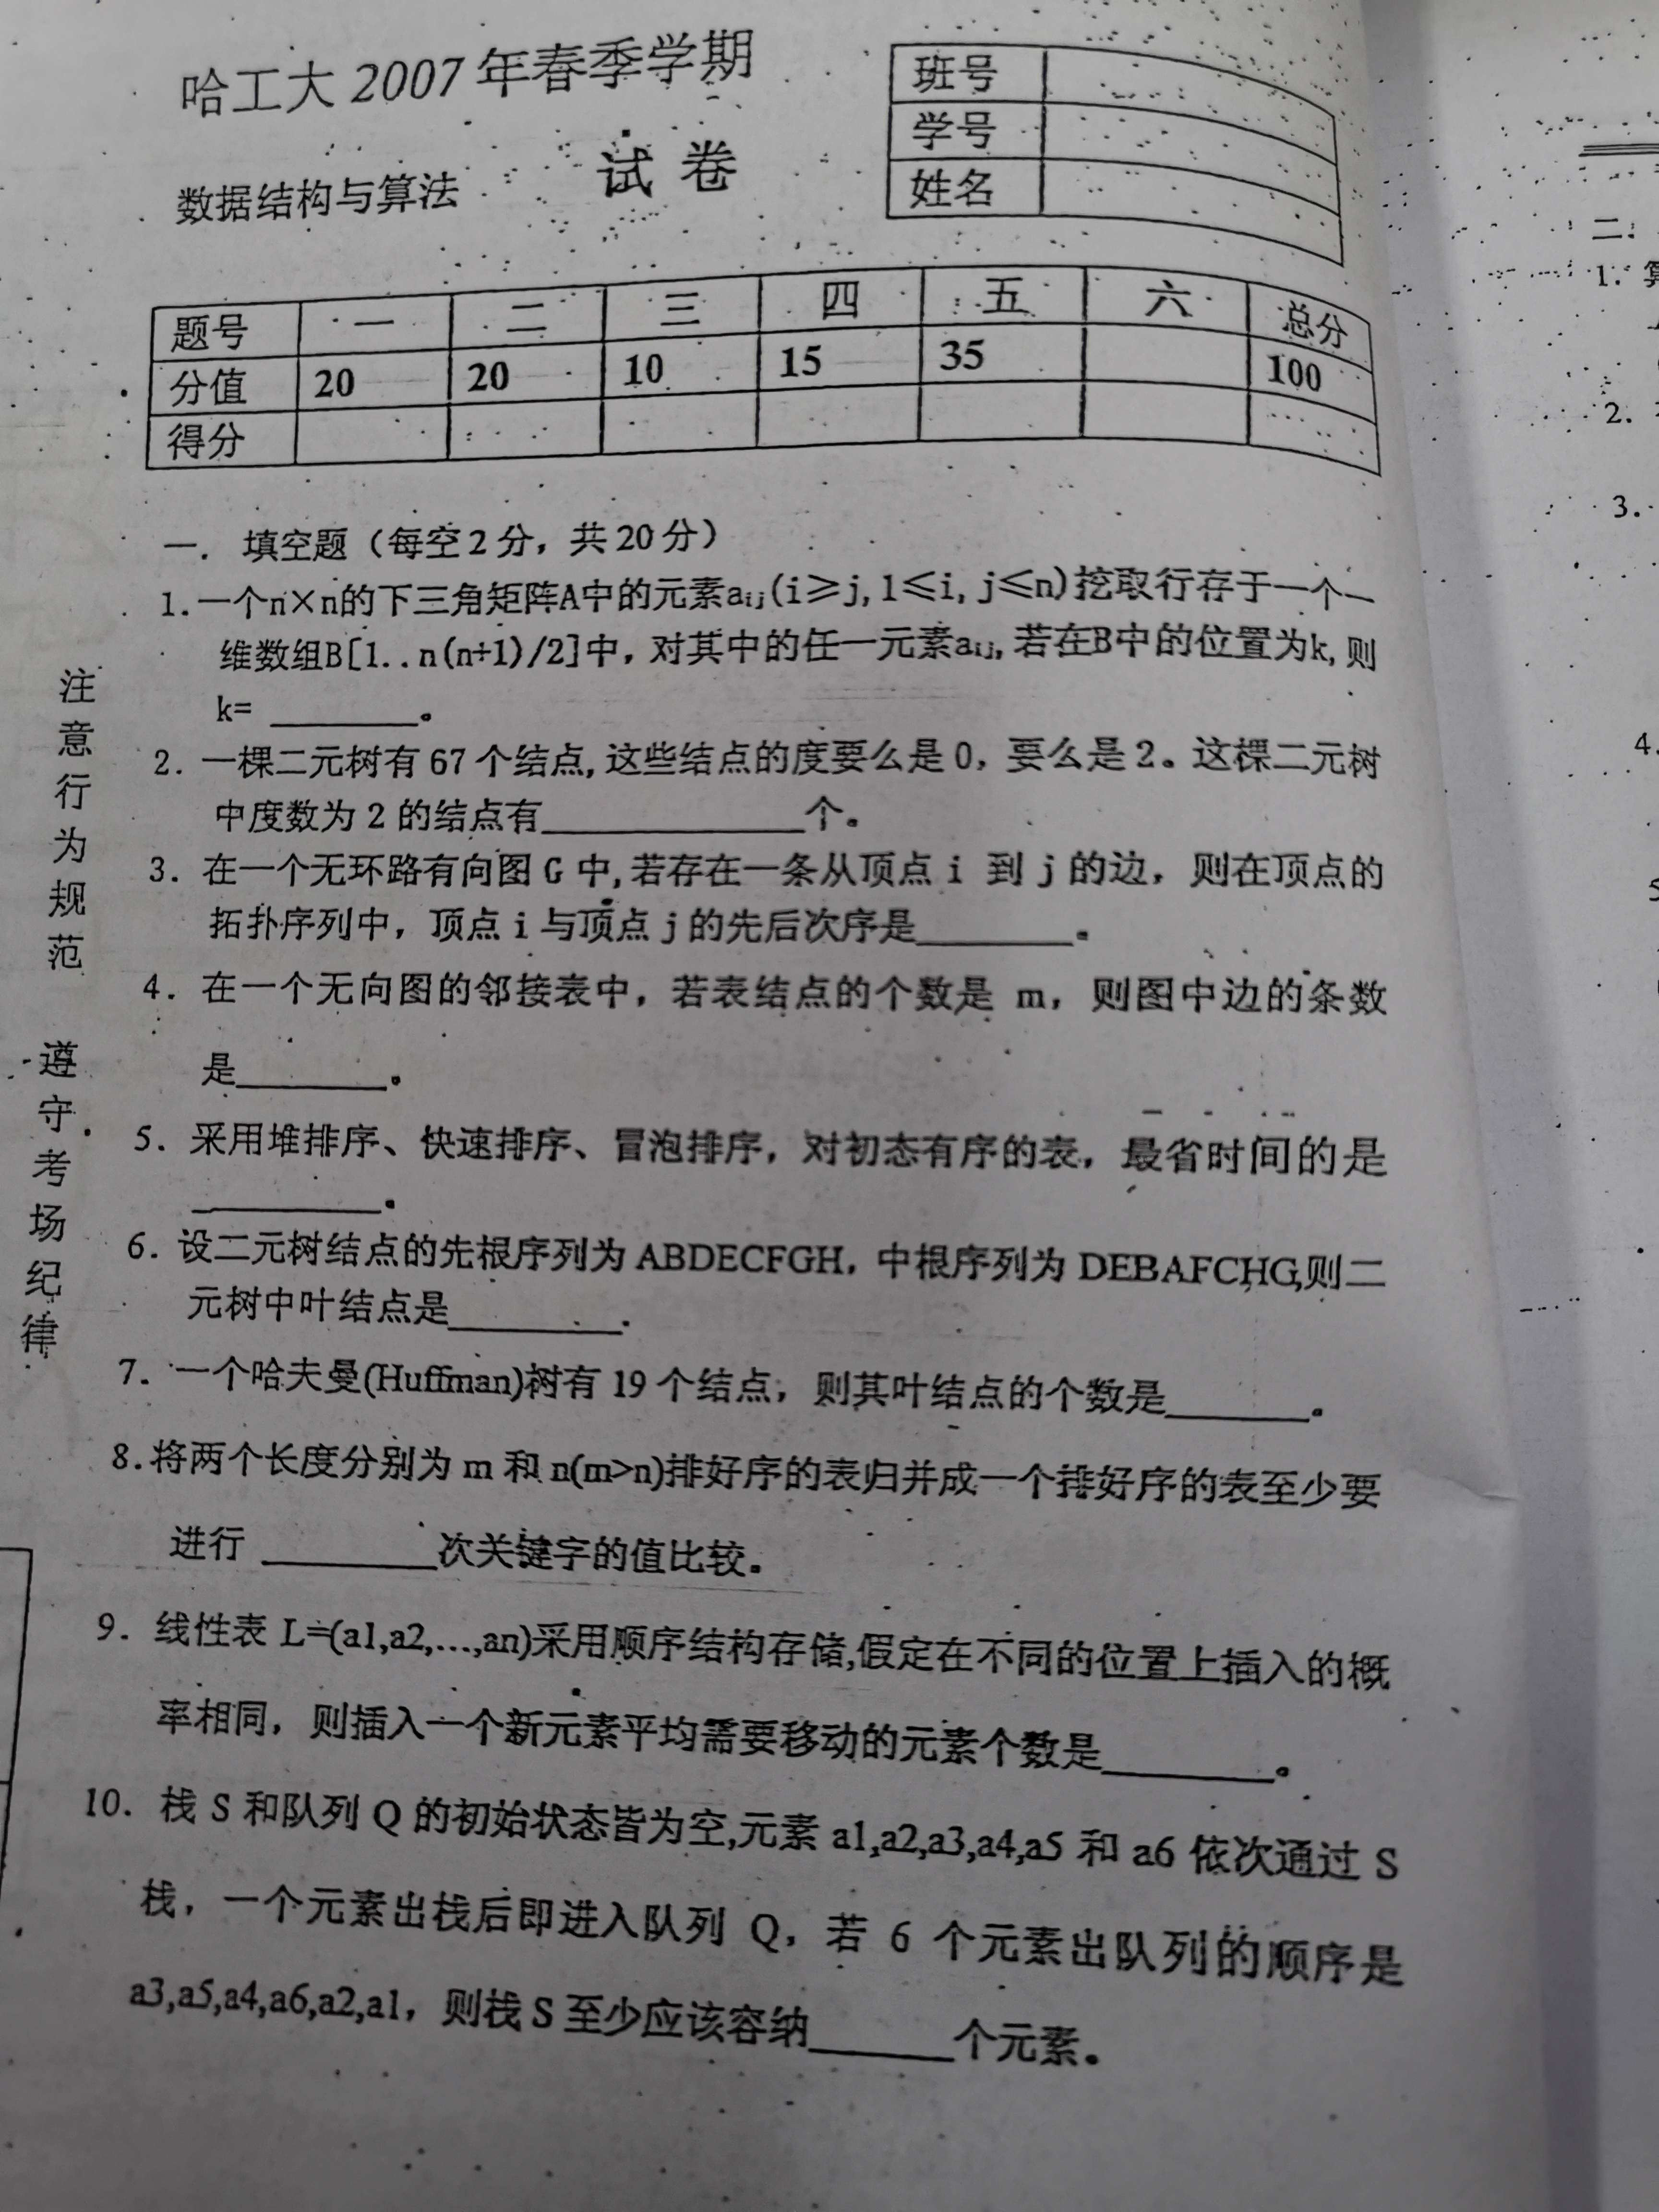 哈工大 2007 年春季学期
数据结构与算法 试 卷
班号
学号
姓名
题号 一 二 三 四 五 六 总分
分值 20 20 10 15 35 100
得分
一. 填空题（每空2分，共20分）
1.一个n×n的下三角矩阵A中的元素aij(i≥j,1≤i,j≤n)挖取行存于一个一
维数组B[1..n(n+1)/2]中，对其中的任一元素aij,若在B中的位置为k,则
k= ________。
2. 一棵二元树有 67 个结点,这些结点的度要么是 0，要么是 2。这棵二元树
中度数为 2 的结点有______________个。
3. 在一个无环路有向图 G 中,若存在一条从顶点 i 到 j 的边，则在顶点的
拓扑序列中，顶点 i 与顶点 j 的先后次序是________。
4. 在一个无向图的邻接表中，若表结点的个数是 m，则图中边的条数
是________。
5. 采用堆排序、快速排序、冒泡排序，对初态有序的表，最省时间的是
__________。
6. 设二元树结点的先根序列为 ABDECFGH，中根序列为 DEBAFCHG,则二
元树中叶结点是_________.
7. 一个哈夫曼(Huffman)树有 19 个结点，则其叶结点的个数是_______。
8.将两个长度分别为 m 和 n(m>n)排好序的表归并成一个排好序的表至少要
进行 _________次关键字的值比较。
9. 线性表 L=(a1,a2,…,an)采用顺序结构存储,假定在不同的位置上插入的概
率相同，则插入一个新元素平均需要移动的元素个数是_________。
10. 栈 S 和队列 Q 的初始状态皆为空,元素 a1,a2,a3,a4,a5 和 a6 依次通过 S
栈，一个元素出栈后即进入队列 Q，若 6 个元素出队列的顺序是
a3,a5,a4,a6,a2,a1，则栈 S 至少应该容纳_______个元素。
注意行为规范 遵守考场纪律
二.
1.
2.
3.
4.